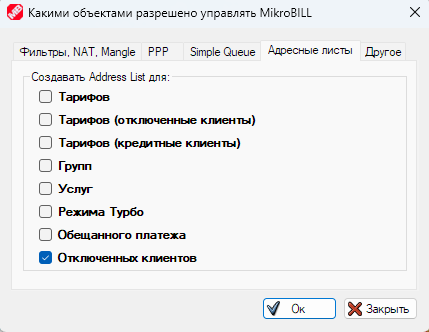 Какими объектами разрешено управлять MikroBILL
Фильтры, NAT, Mangle PPP Simple Queue Адресные листы Другое
Создавать Address List для:
Тарифов
Тарифов (отключенные клиенты)
Тарифов (кредитные клиенты)
Групп
Услуг
Режима Турбо
Обещанного платежа
Отключенных клиентов
Ок Закрыть